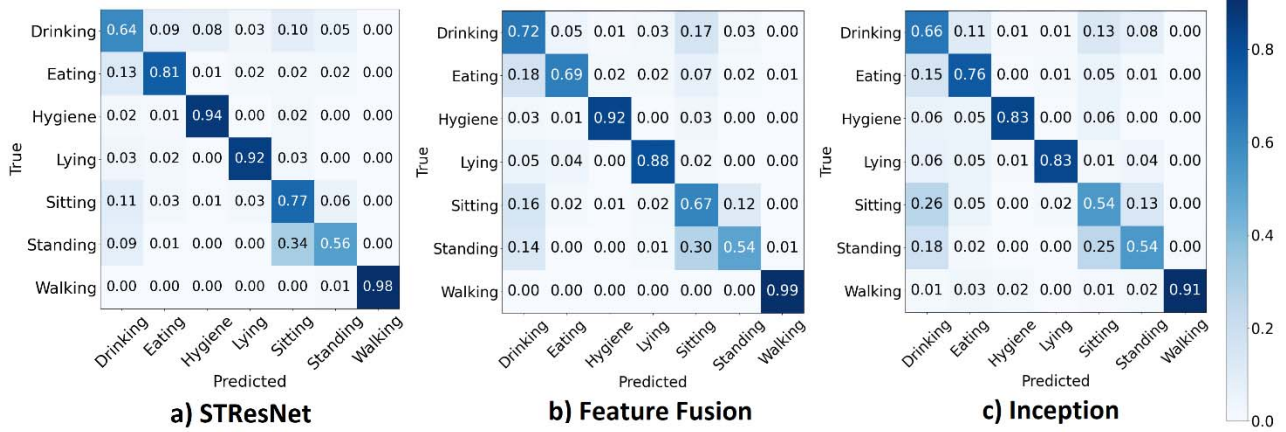 True
Drinking 0.64 0.09 0.08 0.03 0.10 0.05 0.00
Eating 0.13 0.81 0.01 0.02 0.02 0.02 0.00
Hygiene 0.02 0.01 0.94 0.00 0.02 0.00 0.00
Lying 0.03 0.02 0.00 0.92 0.03 0.00 0.00
Sitting 0.11 0.03 0.01 0.03 0.77 0.06 0.00
Standing 0.09 0.01 0.00 0.00 0.34 0.56 0.00
Walking 0.00 0.00 0.00 0.00 0.00 0.01 0.98
Drinking Eating Hygiene Lying Sitting Standing Walking
Predicted
a) STResNet
True
Drinking 0.72 0.05 0.01 0.03 0.17 0.03 0.00
Eating 0.18 0.69 0.02 0.02 0.07 0.02 0.01
Hygiene 0.03 0.01 0.92 0.00 0.03 0.00 0.00
Lying 0.05 0.04 0.00 0.88 0.02 0.00 0.00
Sitting 0.16 0.02 0.01 0.02 0.67 0.12 0.00
Standing 0.14 0.00 0.00 0.01 0.30 0.54 0.01
Walking 0.00 0.00 0.00 0.00 0.00 0.00 0.99
Drinking Eating Hygiene Lying Sitting Standing Walking
Predicted
b) Feature Fusion
True
Drinking 0.66 0.11 0.01 0.01 0.13 0.08 0.00
Eating 0.15 0.76 0.00 0.01 0.05 0.01 0.00
Hygiene 0.06 0.05 0.83 0.00 0.06 0.00 0.00
Lying 0.06 0.05 0.01 0.83 0.01 0.04 0.00
Sitting 0.26 0.05 0.00 0.02 0.54 0.13 0.00
Standing 0.18 0.02 0.00 0.00 0.25 0.54 0.00
Walking 0.01 0.03 0.02 0.00 0.01 0.02 0.91
Drinking Eating Hygiene Lying Sitting Standing Walking
Predicted
c) Inception
0.8
0.6
0.4
0.2
0.0